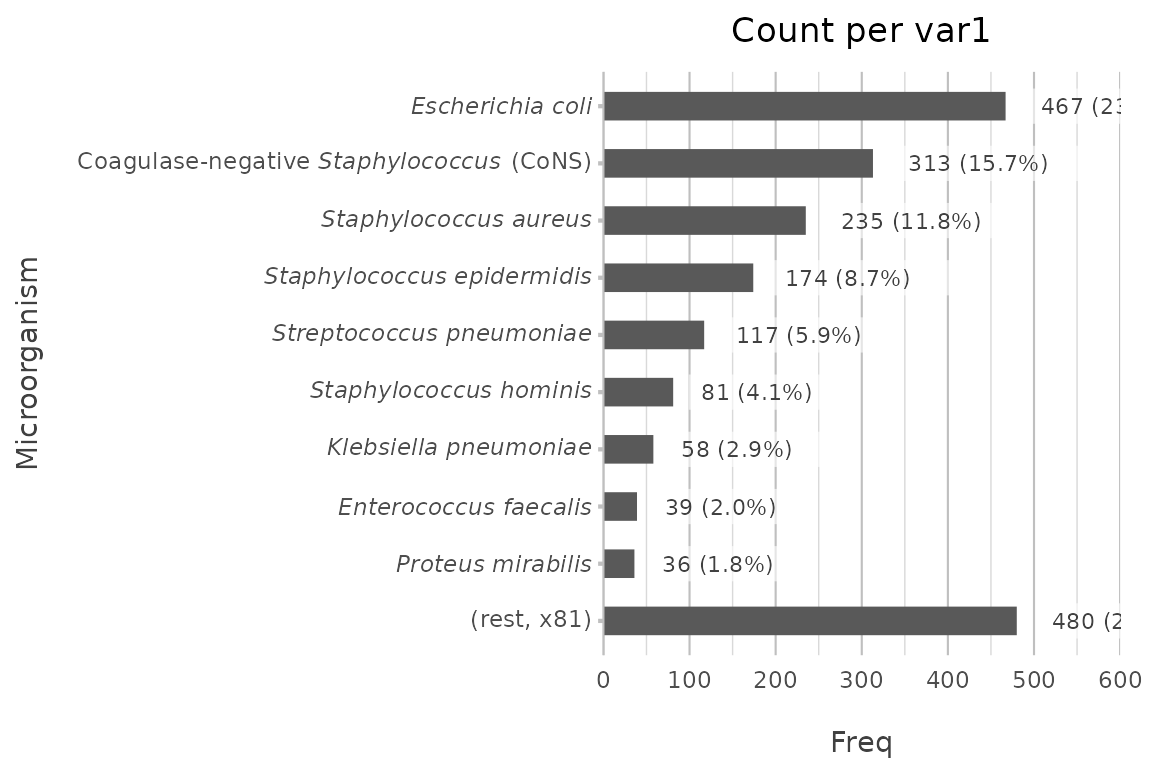 Count per var1
Escherichia coli 467 (23
Coagulase-negative Staphylococcus (CoNS) 313 (15.7%)
Staphylococcus aureus 235 (11.8%)
Staphylococcus epidermidis 174 (8.7%)
Streptococcus pneumoniae 117 (5.9%)
Staphylococcus hominis 81 (4.1%)
Klebsiella pneumoniae 58 (2.9%)
Enterococcus faecalis 39 (2.0%)
Proteus mirabilis 36 (1.8%)
(rest, x81) 480 (2
0 100 200 300 400 500 600
Freq
Microorganism